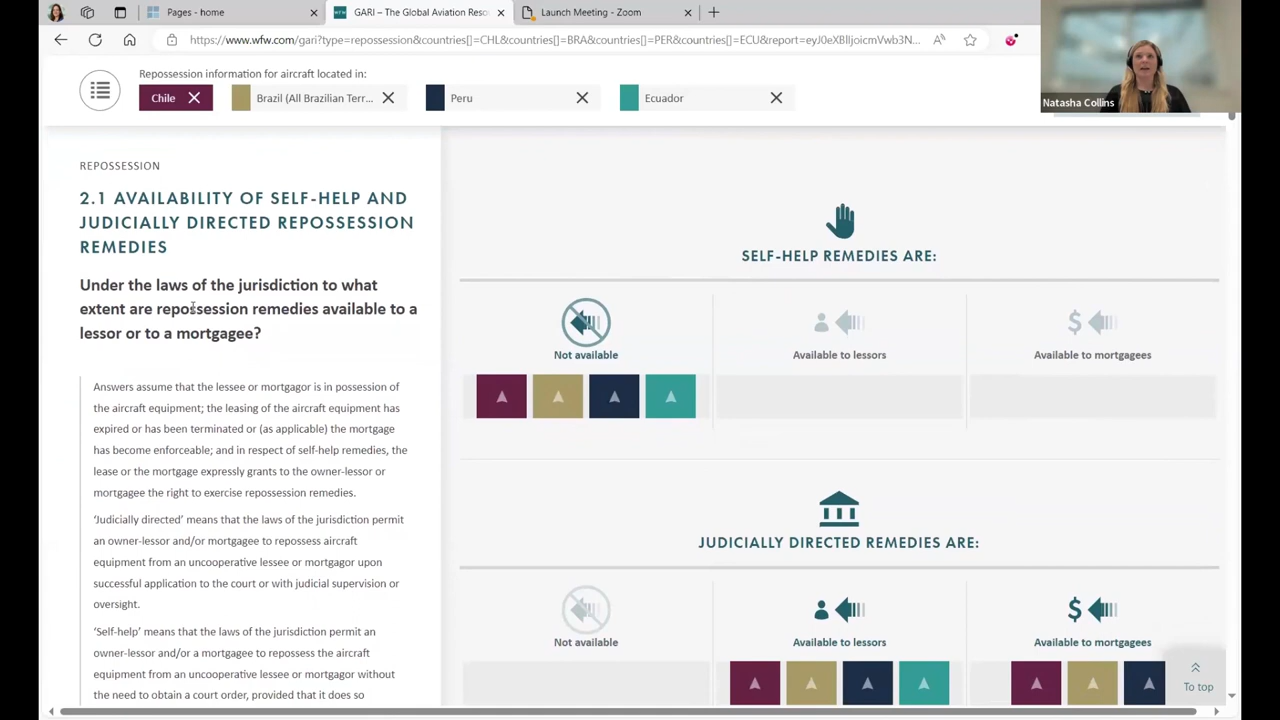 Pages - home
GARI – The Global Aviation Reso
Launch Meeting - Zoom
https://www.wfw.com/gari?type=repossession&countries[]=CHL&countries[]=BRA&countries[]=PER&countries[]=ECU&report=eyJ0eXBlIjoicmVwb3N...
Natasha Collins
Repossession information for aircraft located in:
Chile
Brazil (All Brazilian Terr...
Peru
Ecuador
REPOSSESSION
2.1 AVAILABILITY OF SELF-HELP AND
JUDICIALLY DIRECTED REPOSSESSION
REMEDIES
Under the laws of the jurisdiction to what
extent are repossession remedies available to a
lessor or to a mortgagee?
Answers assume that the lessee or mortgagor is in possession of
the aircraft equipment; the leasing of the aircraft equipment has
expired or has been terminated or (as applicable) the mortgage
has become enforceable; and in respect of self-help remedies, the
lease or the mortgage expressly grants to the owner-lessor or
mortgagee the right to exercise repossession remedies.
‘Judicially directed’ means that the laws of the jurisdiction permit
an owner-lessor and/or mortgagee to repossess aircraft
equipment from an uncooperative lessee or mortgagor upon
successful application to the court or with judicial supervision or
oversight.
‘Self-help’ means that the laws of the jurisdiction permit an
owner-lessor and/or a mortgagee to repossess the aircraft
equipment from an uncooperative lessee or mortgagor without
the need to obtain a court order, provided that it does so
SELF-HELP REMEDIES ARE:
Not available
Available to lessors
Available to mortgagees
JUDICIALLY DIRECTED REMEDIES ARE:
Not available
Available to lessors
Available to mortgagees
To top